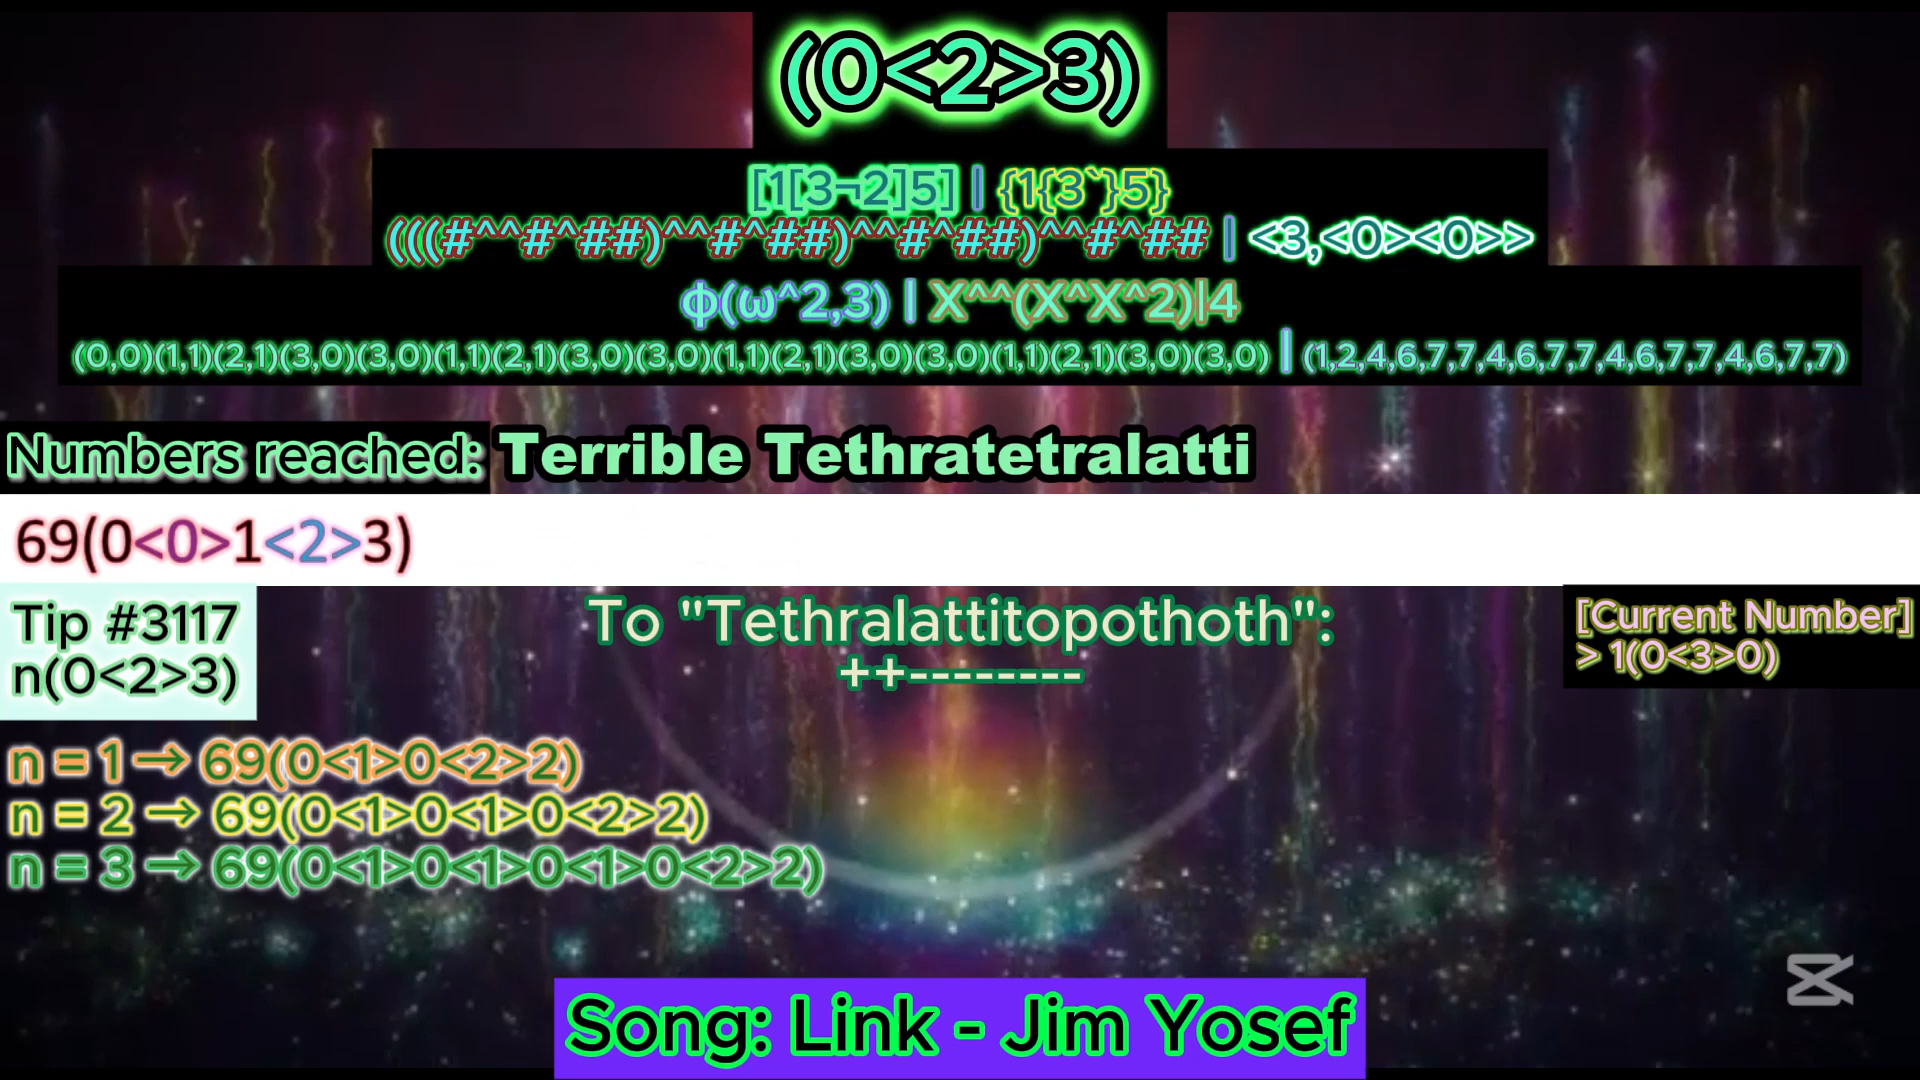 (0<2>3)
[1[3¬2]5] | {1{3`}5}
(((#^^#^##)^^#^##)^^#^##)^^#^## | <3,<0><0>>
φ(ω^2,3) | X^^(X^X^2)|4
(0,0)(1,1)(2,1)(3,0)(3,0)(1,1)(2,1)(3,0)(3,0)(1,1)(2,1)(3,0)(3,0)(1,1)(2,1)(3,0)(3,0) | (1,2,4,6,7,7,4,6,7,7,4,6,7,7,4,6,7,7)
Numbers reached: Terrible Tethratetralatti
69(0<0>1<2>3)
Tip #3117
n(0<2>3)
To "Tethralattitopothoth":
++--------
[Current Number]
> 1(0<3>0)
n = 1 → 69(0<1>0<2>2)
n = 2 → 69(0<1>0<1>0<2>2)
n = 3 → 69(0<1>0<1>0<1>0<2>2)
Song: Link - Jim Yosef